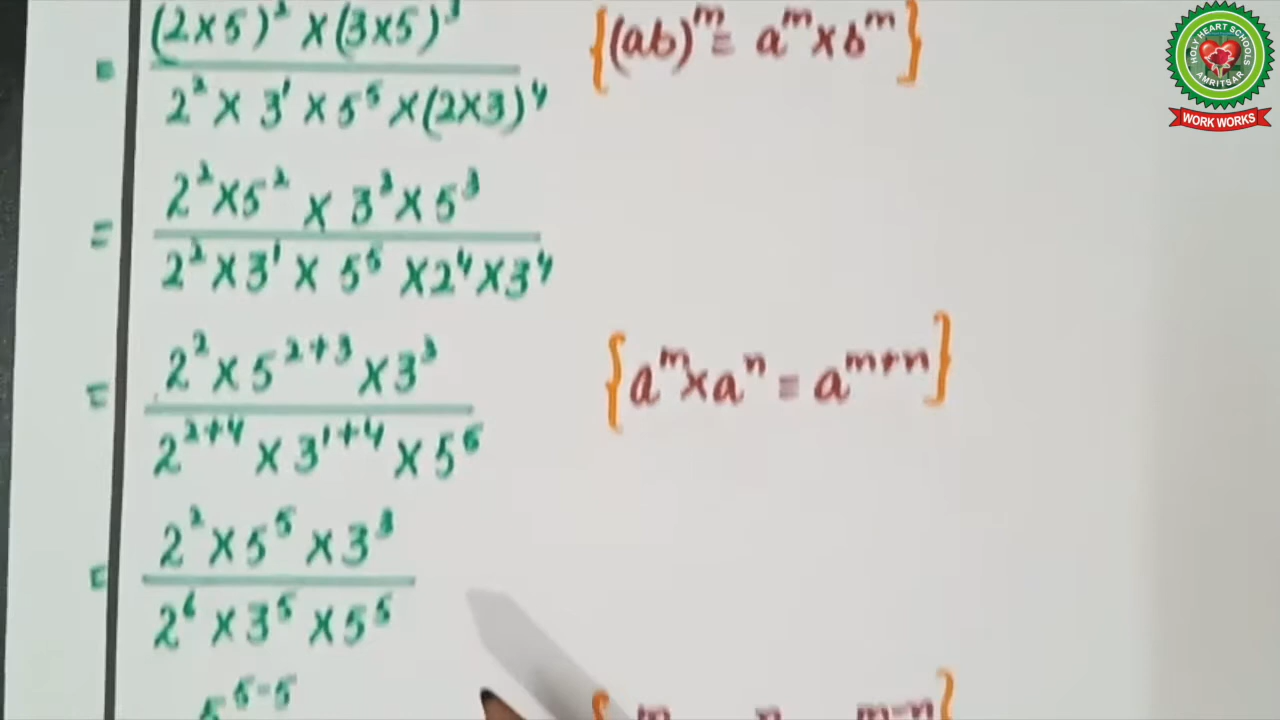 = (2×5)² × (3×5)³ {(ab)ᵐ = aᵐ×bᵐ}
2² × 3¹ × 5⁵ × (2×3)⁴
= 2²×5² × 3³×5³
2²×3¹ × 5⁵ ×2⁴×3⁴
= 2² × 5²⁺³ × 3³ {aᵐ×aⁿ = aᵐ⁺ⁿ}
2²⁺⁴ × 3¹⁺⁴ × 5⁵
= 2² × 5⁵ × 3³
2⁶ × 3⁵ × 5⁵
5⁵⁻⁵
HOLY HEART SCHOOLS
AMRITSAR
WORK WORKS